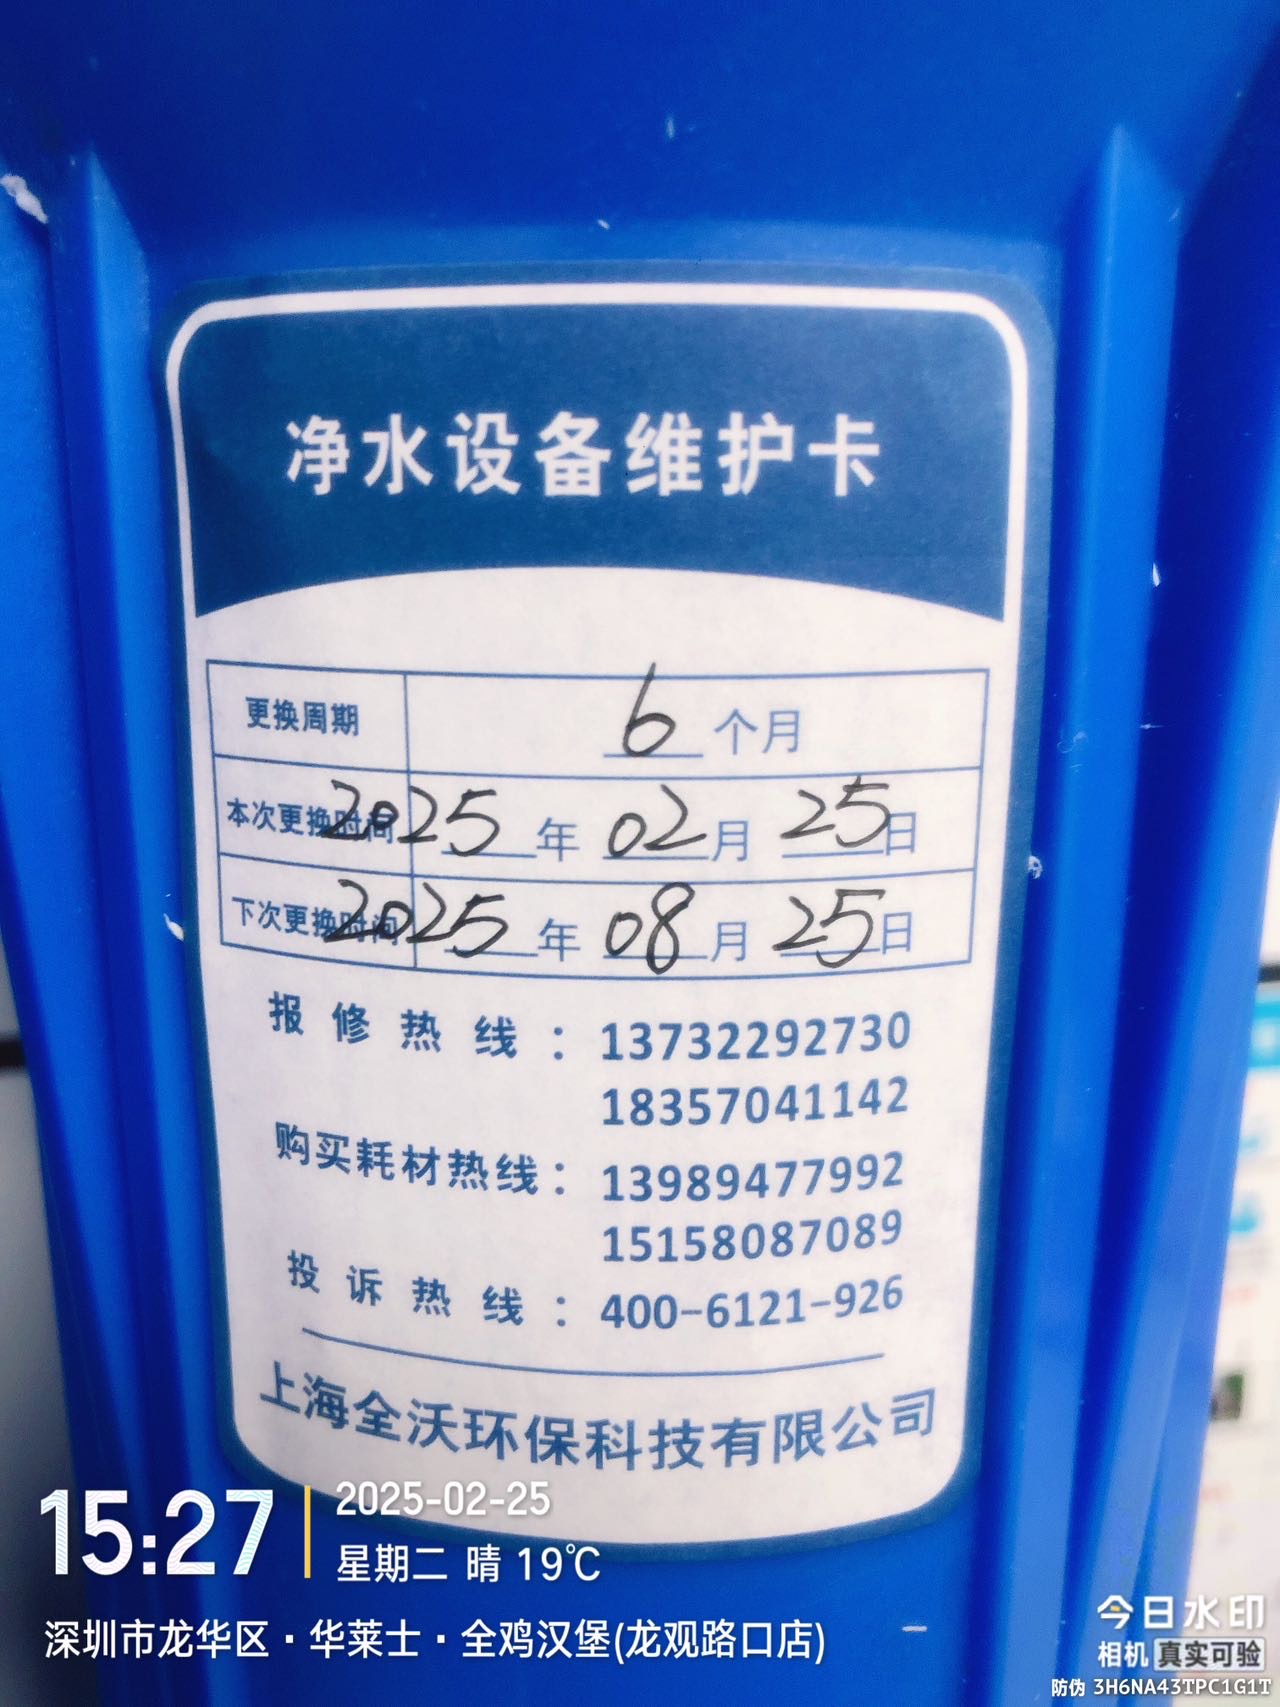 净水设备维护卡
更换周期 6 个月
本次更换时间 2025 年 02 月 25 日
下次更换时间 2025 年 08 月 25 日
报修热线：13732292730
18357041142
购买耗材热线：13989477992
15158087089
投诉热线：400-6121-926
上海全沃环保科技有限公司
15:27
2025-02-25
星期二 晴 19℃
深圳市龙华区·华莱士·全鸡汉堡(龙观路口店)
今日水印
相机 真实可验
防伪 3H6NA43TPC1G1T